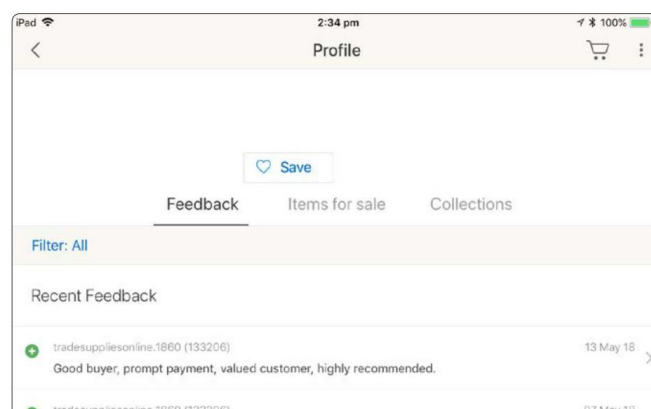 iPad 2:34 pm 100%
Profile
Save
Feedback Items for sale Collections
Filter: All
Recent Feedback
tradesuppliesonline.1860 (133206) 13 May 18
Good buyer, prompt payment, valued customer, highly recommended.